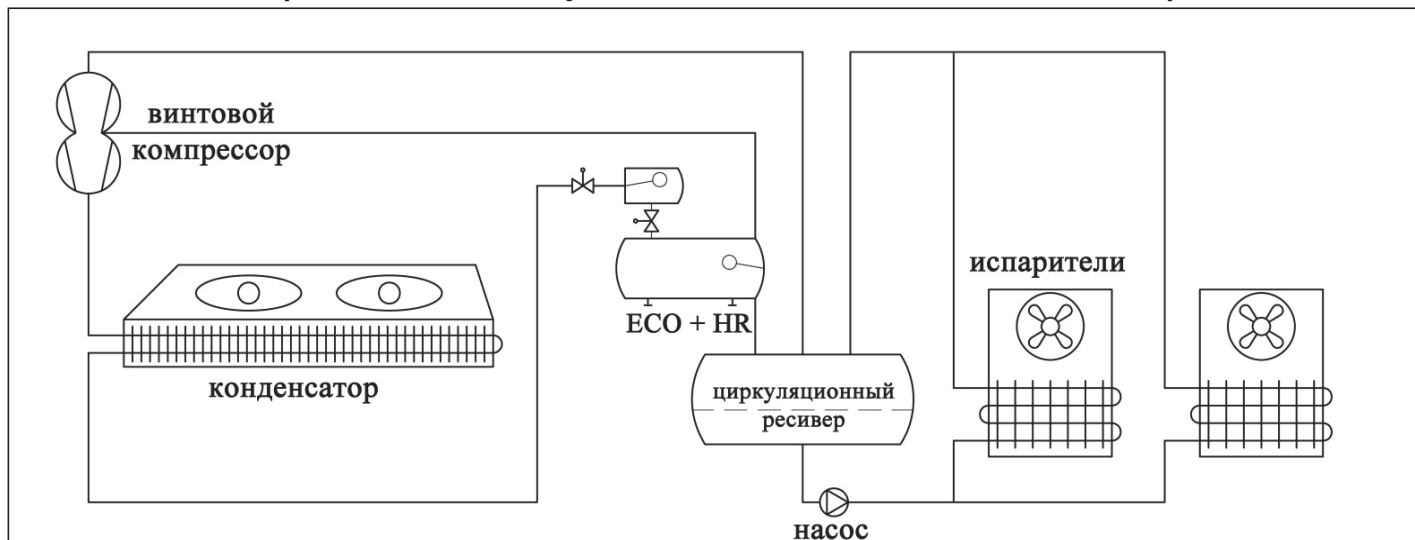 винтовой
компрессор
испарители
ECO + HR
конденсатор
циркуляционный
ресивер
насос